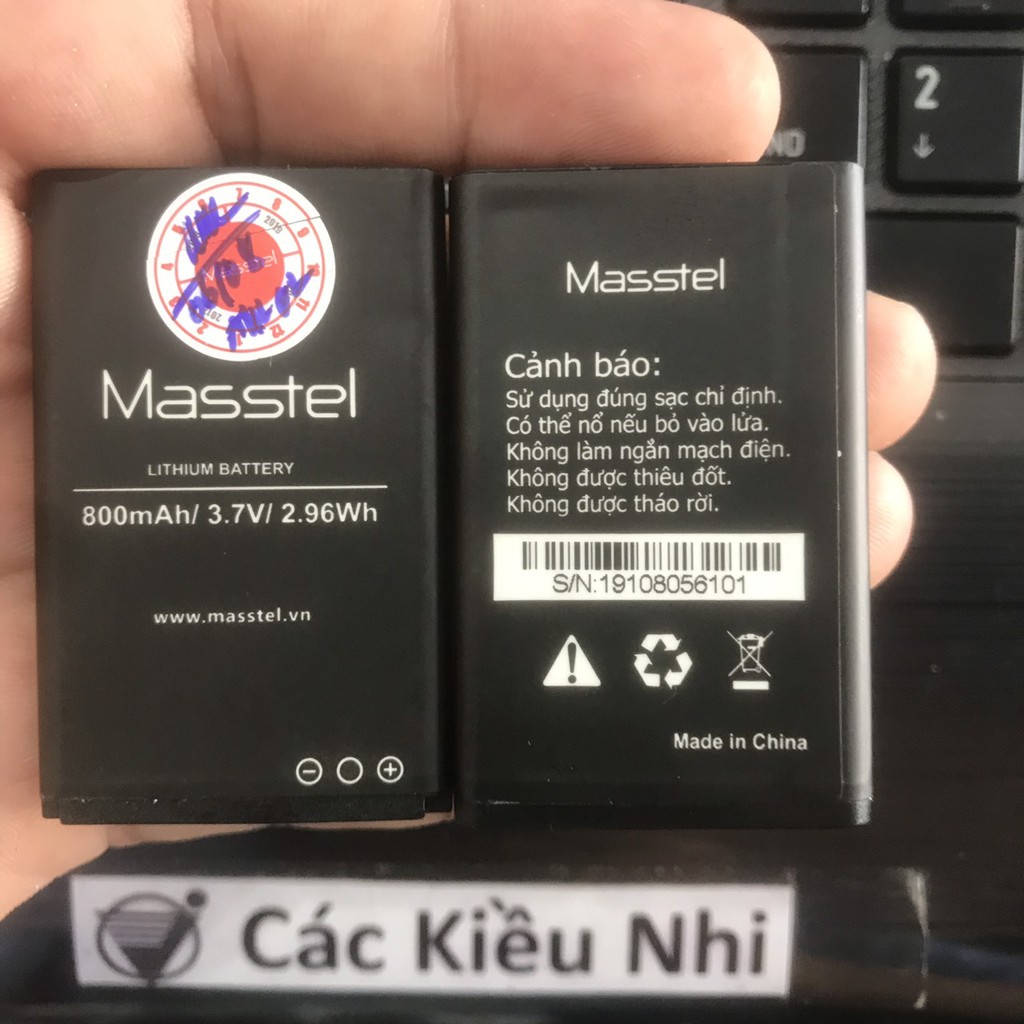 2
Masstel
LITHIUM BATTERY
800mAh/ 3.7V/ 2.96Wh
www.masstel.vn
Masstel
Cảnh báo:
Sử dụng đúng sạc chỉ định.
Có thể nổ nếu bỏ vào lửa.
Không làm ngắn mạch điện.
Không được thiêu đốt.
Không được tháo rời.
S/N:19108056101
Made in China
Các Kiều Nhi